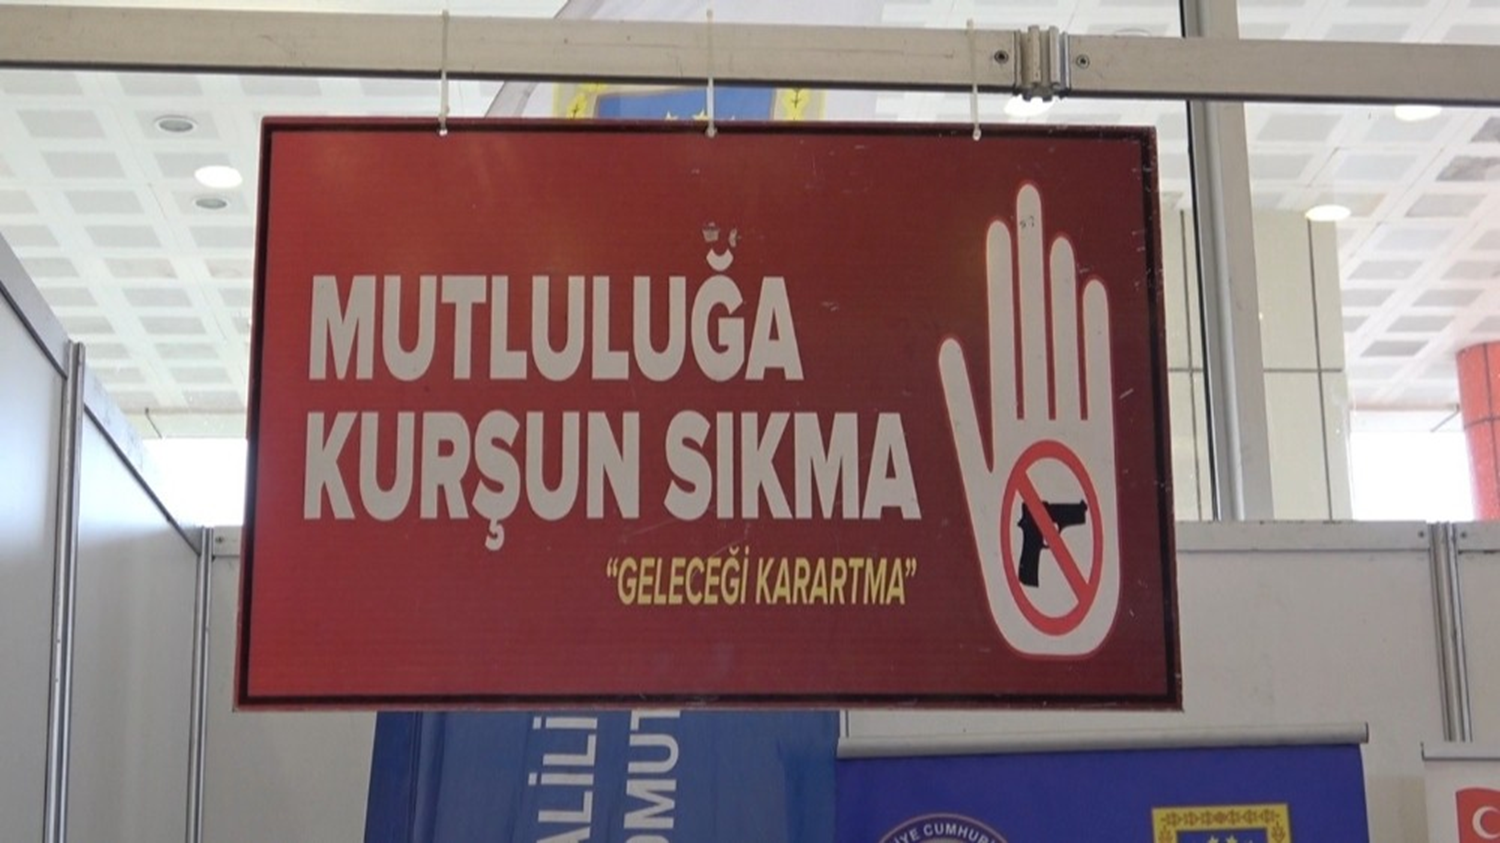 MUTLULUĞA
KURŞUN SIKMA
“GELECEĞİ KARARTMA”